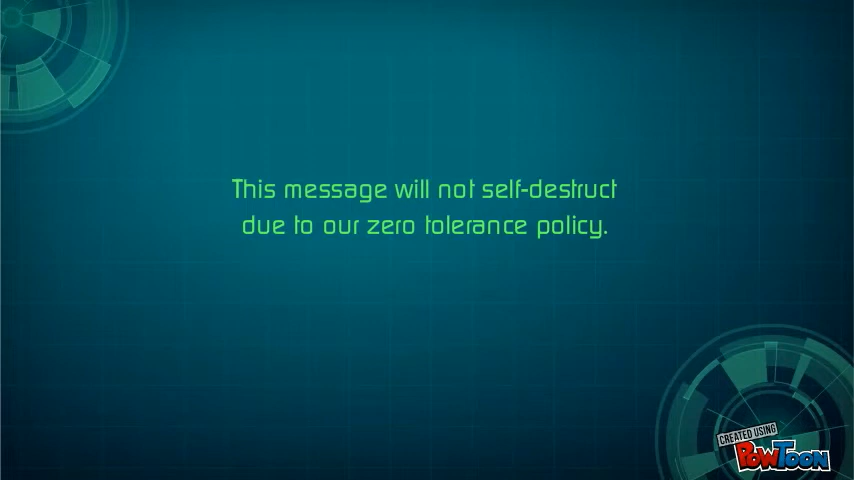 This message will not self-destruct
due to our zero tolerance policy.
CREATED USING
POWTOON